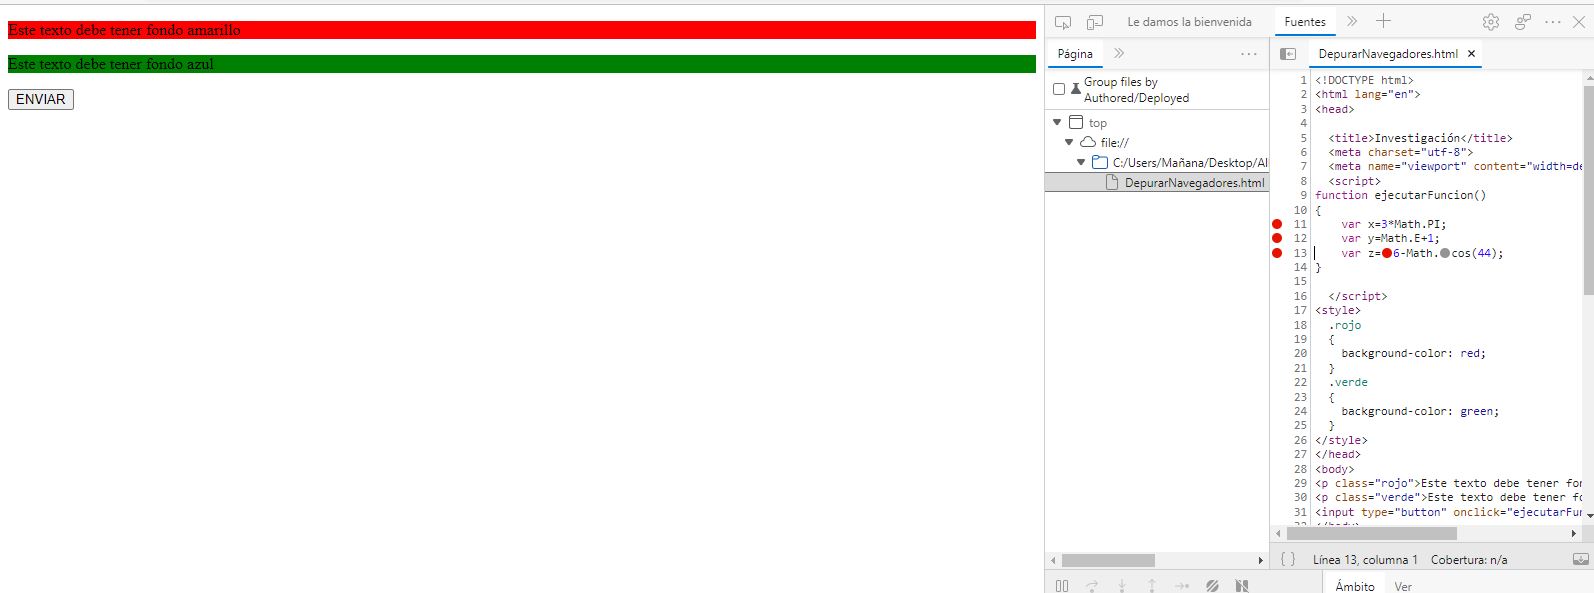 Este texto debe tener fondo amarillo
Este texto debe tener fondo azul
ENVIAR
Le damos la bienvenida
Fuentes
Página
Group files by
Authored/Deployed
top
file://
C:/Users/Mañana/Desktop/Al
DepurarNavegadores.html
DepurarNavegadores.html
1 <!DOCTYPE html>
2 <html lang="en">
3 <head>
4
5 <title>Investigación</title>
6 <meta charset="utf-8">
7 <meta name="viewport" content="width=de
8 <script>
9 function ejecutarFuncion()
10 {
11 var x=3*Math.PI;
12 var y=Math.E+1;
13 var z=6-Math.cos(44);
14 }
15
16 </script>
17 <style>
18 .rojo
19 {
20 background-color: red;
21 }
22 .verde
23 {
24 background-color: green;
25 }
26 </style>
27 </head>
28 <body>
29 <p class="rojo">Este texto debe tener fon
30 <p class="verde">Este texto debe tener fo
31 <input type="button" onclick="ejecutarFun
{ } Línea 13, columna 1 Cobertura: n/a
Ámbito Ver